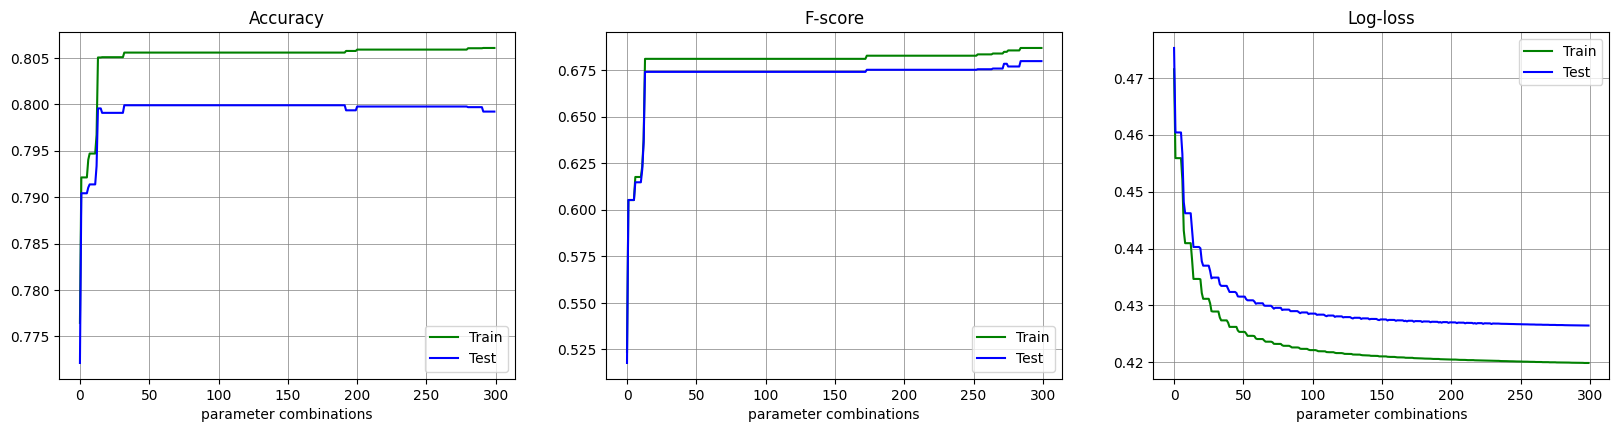 Accuracy
0.805
0.800
0.795
0.790
0.785
0.780
0.775
0 50 100 150 200 250 300
parameter combinations
Train
Test
F-score
0.675
0.650
0.625
0.600
0.575
0.550
0.525
0 50 100 150 200 250 300
parameter combinations
Train
Test
Log-loss
0.47
0.46
0.45
0.44
0.43
0.42
0 50 100 150 200 250 300
parameter combinations
Train
Test